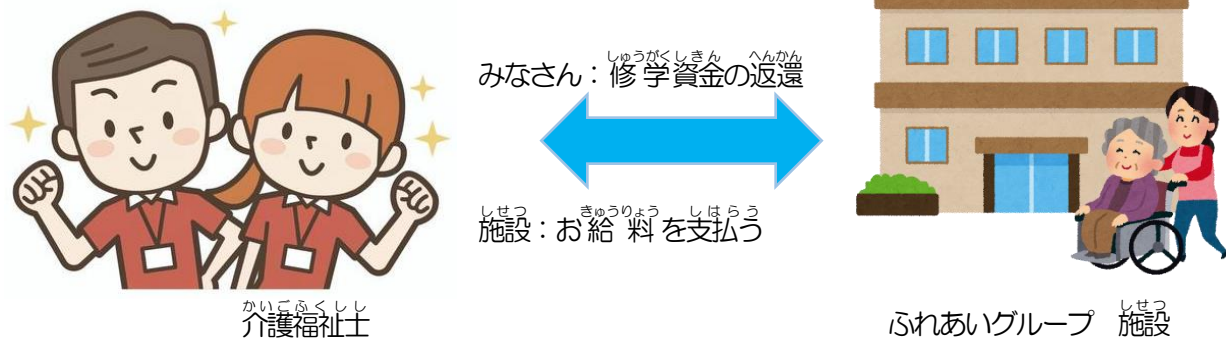 みなさん：修学資金の返還
しゅうがくしきん へんかん
施設：お給料を支払う
しせつ きゅうりょう しはらう
介護福祉士
かいごふくしし
ふれあいグループ 施設
しせつ